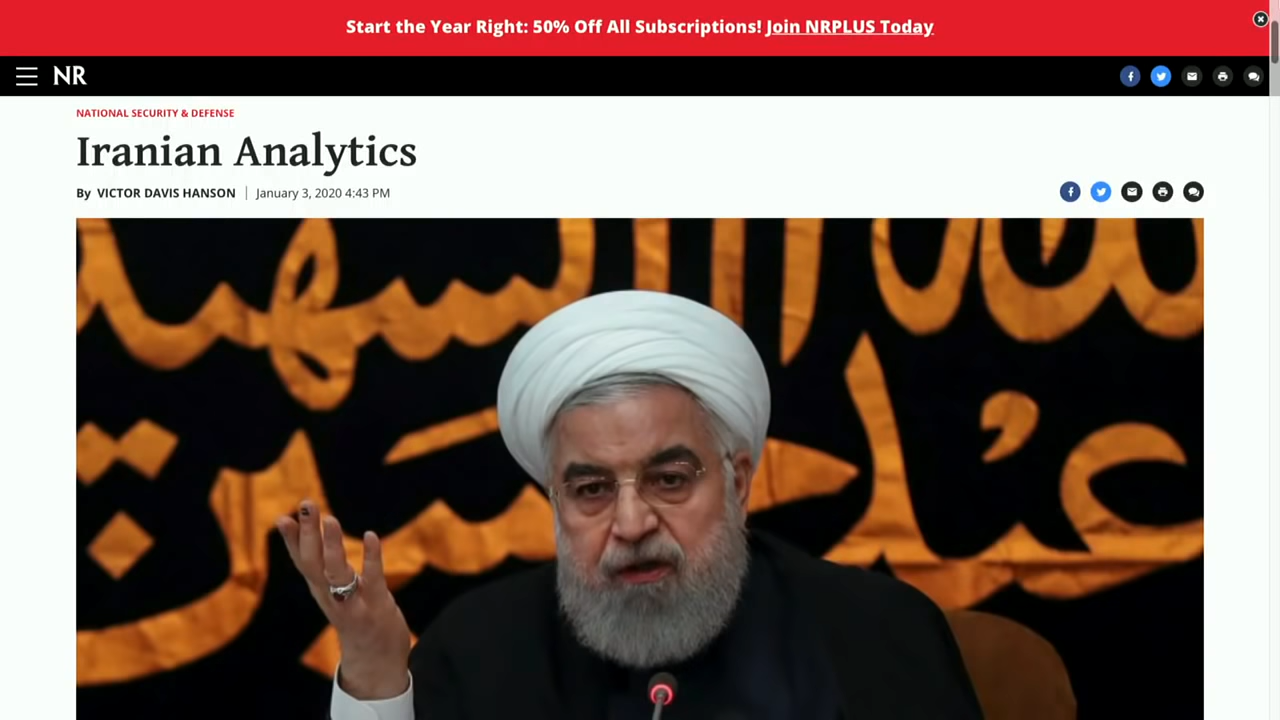 Start the Year Right: 50% Off All Subscriptions! Join NRPLUS Today
NR
NATIONAL SECURITY & DEFENSE
Iranian Analytics
By VICTOR DAVIS HANSON | January 3, 2020 4:43 PM